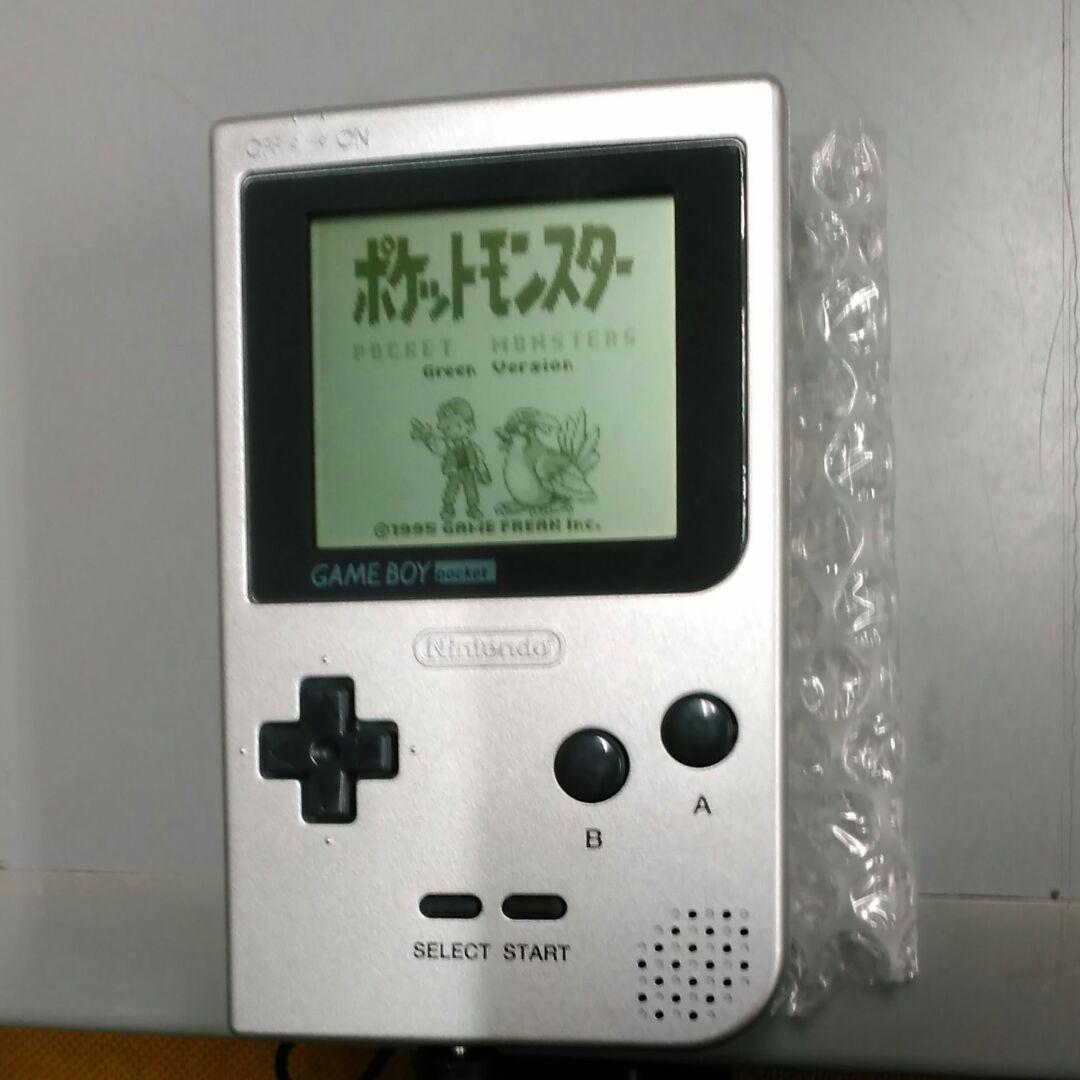 OFF ON
ポケットモンスター
POCKET MONSTERS
Green Version
©1995 GAME FREAK inc.
GAME BOY pocket
Nintendo
A
B
SELECT START